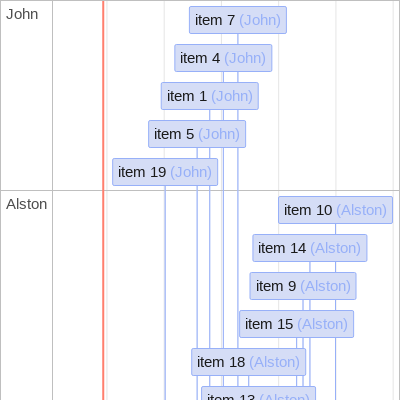 John
item 7 (John)
item 4 (John)
item 1 (John)
item 5 (John)
item 19 (John)
Alston
item 10 (Alston)
item 14 (Alston)
item 9 (Alston)
item 15 (Alston)
item 18 (Alston)
item 13 (Alston)